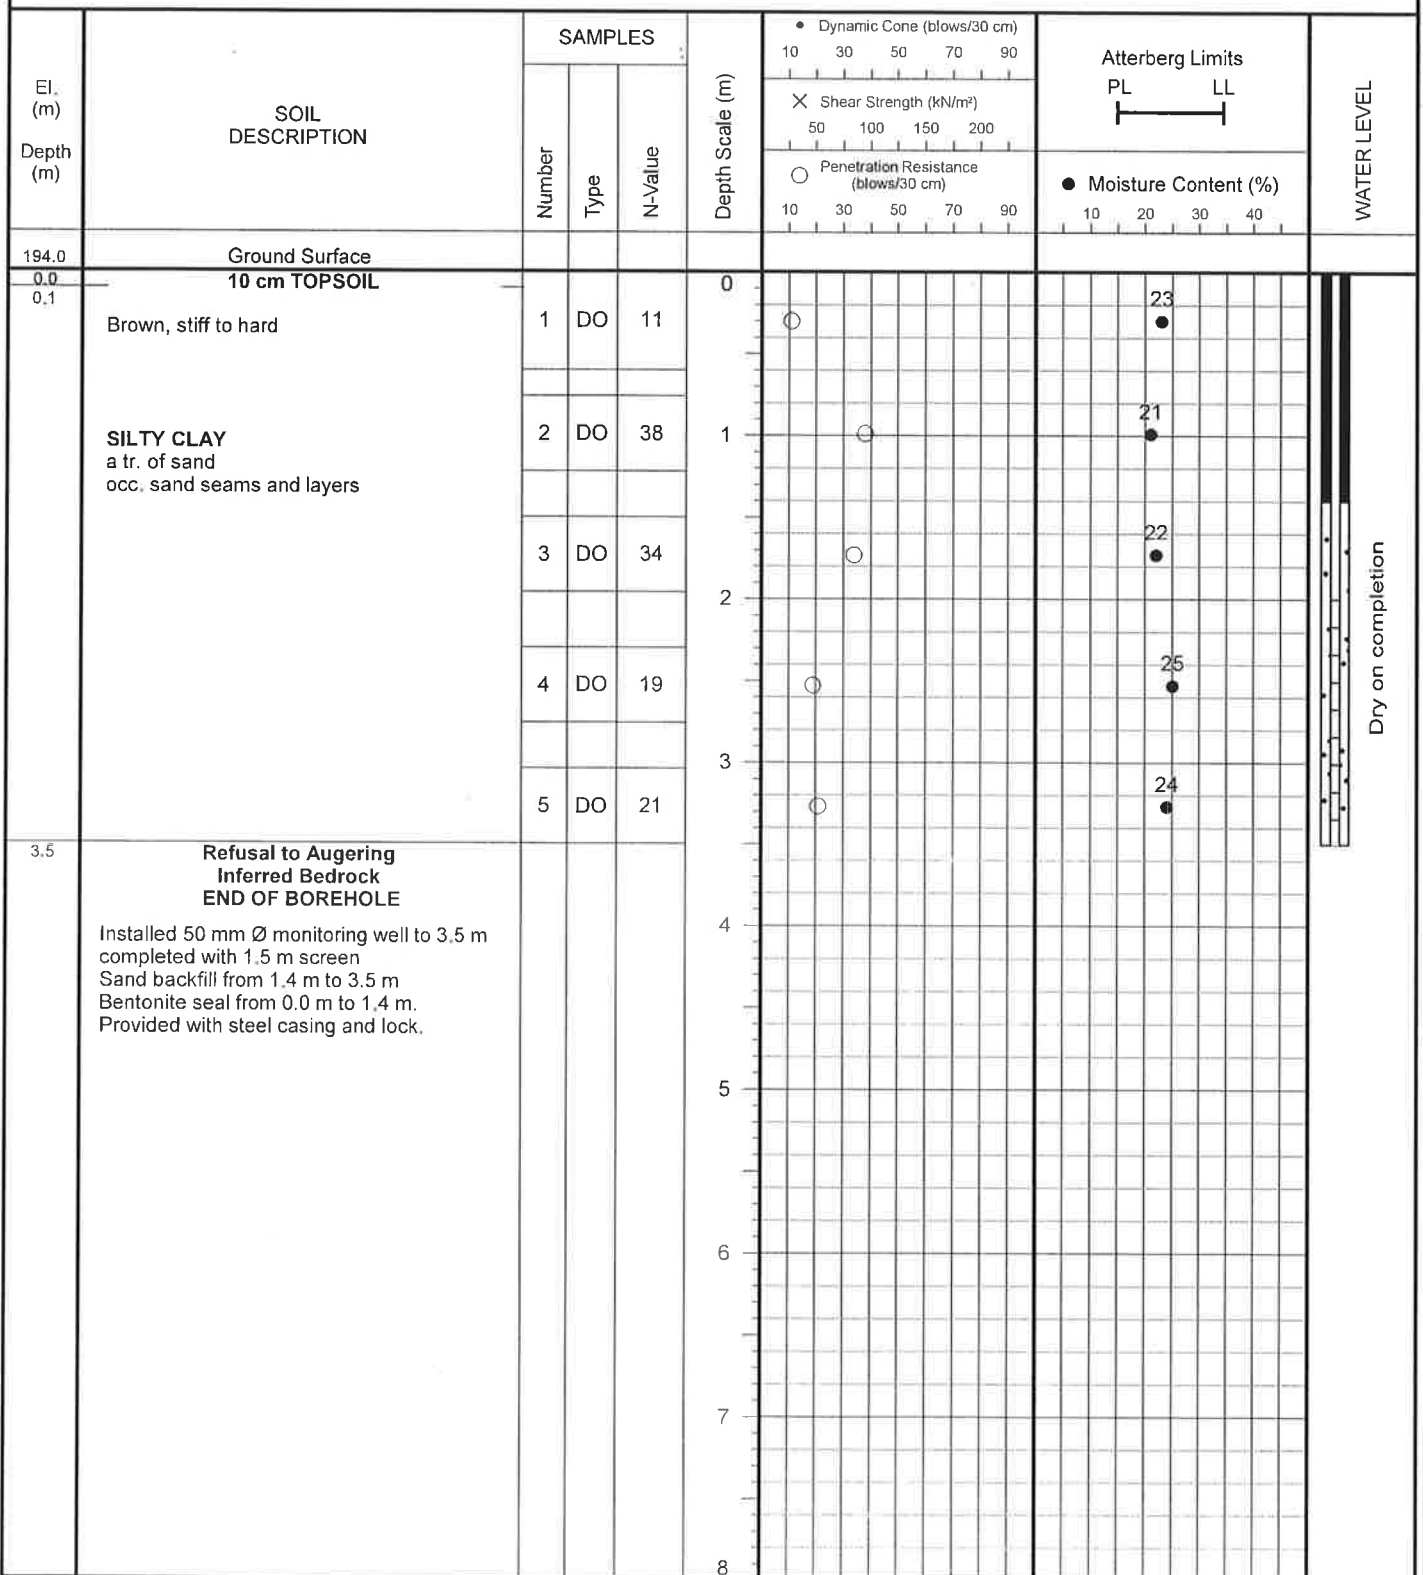 El.
(m)
Depth
(m)
SOIL
DESCRIPTION
SAMPLES
Number
Type
N-Value
Depth Scale (m)
• Dynamic Cone (blows/30 cm)
10 30 50 70 90
× Shear Strength (kN/m²)
50 100 150 200
○ Penetration Resistance
(blows/30 cm)
10 30 50 70 90
Atterberg Limits
PL LL
● Moisture Content (%)
10 20 30 40
WATER LEVEL
194.0 Ground Surface
0.0 10 cm TOPSOIL 0
0.1
Brown, stiff to hard
1 DO 11 23
SILTY CLAY
a tr. of sand
occ. sand seams and layers
2 DO 38 1 21
3 DO 34 22
2
4 DO 19 25
3
5 DO 21 24
Dry on completion
3.5 Refusal to Augering
Inferred Bedrock
END OF BOREHOLE
Installed 50 mm Ø monitoring well to 3.5 m
completed with 1.5 m screen
Sand backfill from 1.4 m to 3.5 m
Bentonite seal from 0.0 m to 1.4 m.
Provided with steel casing and lock.
4
5
6
7
8